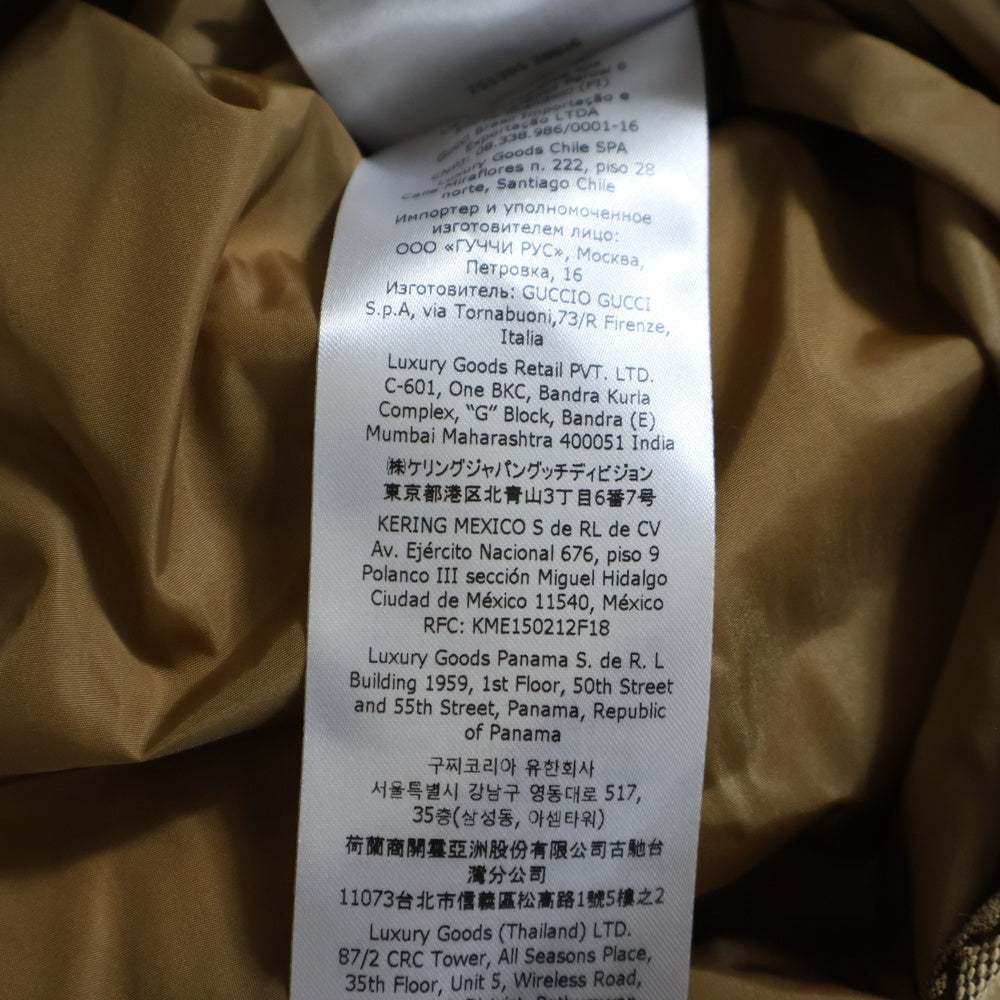 Brasil Importação e
Exportação LTDA
CNPJ: 08.338.986/0001-16
Luxury Goods Chile SPA
Calle Miraflores n. 222, piso 28
norte, Santiago Chile
Импортер и уполномоченное
изготовителем лицо:
ООО «ГУЧЧИ РУС», Москва,
Петровка, 16
Изготовитель: GUCCIO GUCCI
S.p.A, via Tornabuoni,73/R Firenze,
Italia
Luxury Goods Retail PVT. LTD.
C-601, One BKC, Bandra Kurla
Complex, “G” Block, Bandra (E)
Mumbai Maharashtra 400051 India
㈱ケリングジャパングッチディビジョン
東京都港区北青山3丁目6番7号
KERING MEXICO S de RL de CV
Av. Ejército Nacional 676, piso 9
Polanco III sección Miguel Hidalgo
Ciudad de México 11540, México
RFC: KME150212F18
Luxury Goods Panama S. de R. L
Building 1959, 1st Floor, 50th Street
and 55th Street, Panama, Republic
of Panama
구찌코리아 유한회사
서울특별시 강남구 영동대로 517,
35층(삼성동, 아셈타워)
荷蘭商開雲亞洲股份有限公司古馳台
灣分公司
11073台北市信義區松高路1號5樓之2
Luxury Goods (Thailand) LTD.
87/2 CRC Tower, All Seasons Place,
35th Floor, Unit 5, Wireless Road,